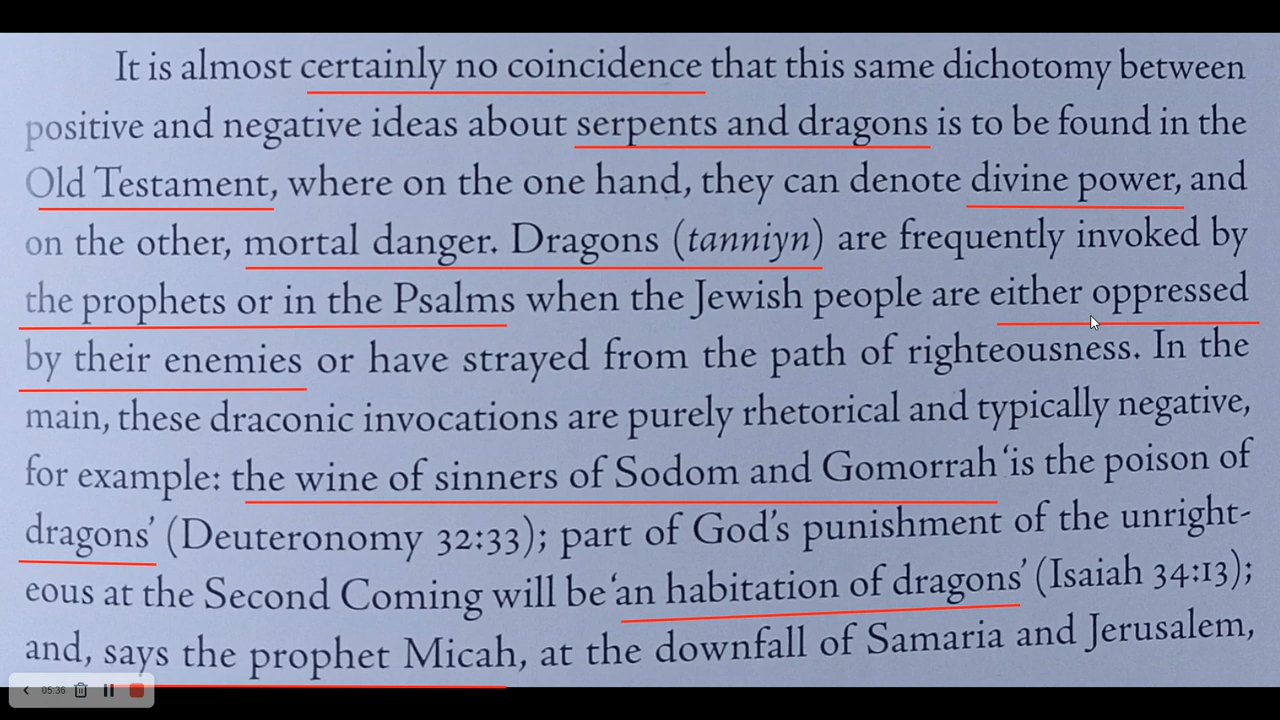 It is almost certainly no coincidence that this same dichotomy between
positive and negative ideas about serpents and dragons is to be found in the
Old Testament, where on the one hand, they can denote divine power, and
on the other, mortal danger. Dragons (tanniyn) are frequently invoked by
the prophets or in the Psalms when the Jewish people are either oppressed
by their enemies or have strayed from the path of righteousness. In the
main, these draconic invocations are purely rhetorical and typically negative,
for example: the wine of sinners of Sodom and Gomorrah ‘is the poison of
dragons’ (Deuteronomy 32:33); part of God’s punishment of the unright-
eous at the Second Coming will be ‘an habitation of dragons’ (Isaiah 34:13);
and, says the prophet Micah, at the downfall of Samaria and Jerusalem,
05:36